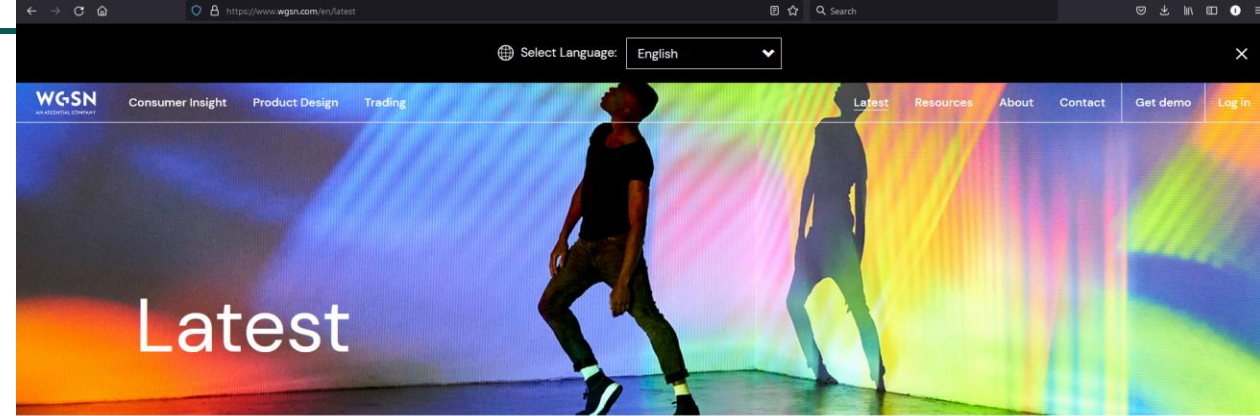 https://www.wgsn.com/en/latest
Search
Select Language: English
WGSN Consumer Insight Product Design Trading Latest Resources About Contact Get demo Log in
AN ASCENTIAL COMPANY
Latest